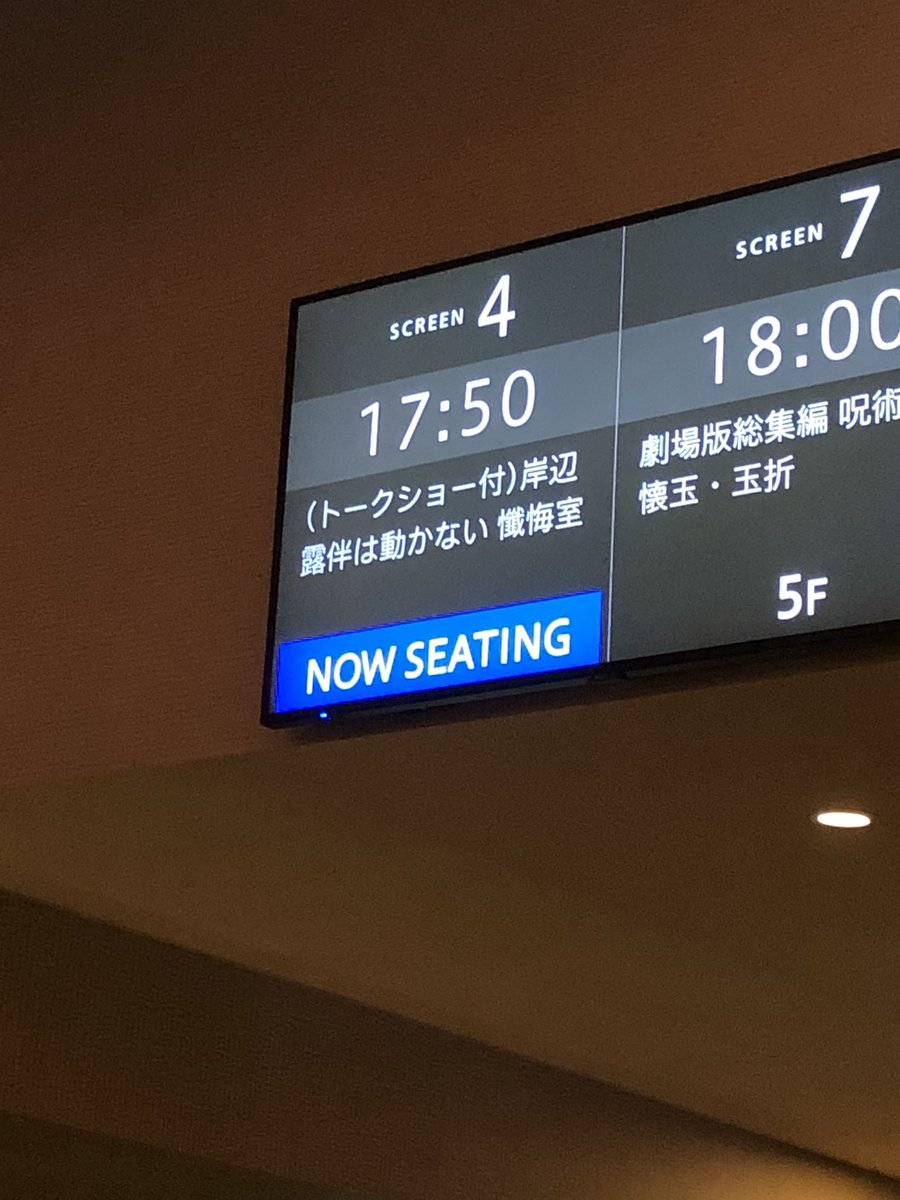 SCREEN 4
17:50
(トークショー付)岸辺
露伴は動かない 懺悔室
NOW SEATING
SCREEN 7
18:00
劇場版総集編 呪術
懐玉・玉折
5F